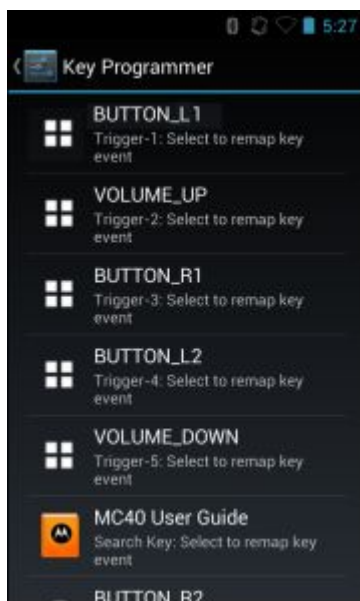 5:27
Key Programmer
BUTTON_L1
Trigger-1: Select to remap key
event
VOLUME_UP
Trigger-2: Select to remap key
event
BUTTON_R1
Trigger-3: Select to remap key
event
BUTTON_L2
Trigger-4: Select to remap key
event
VOLUME_DOWN
Trigger-5: Select to remap key
event
MC40 User Guide
Search Key: Select to remap key
event
BUTTON_R2